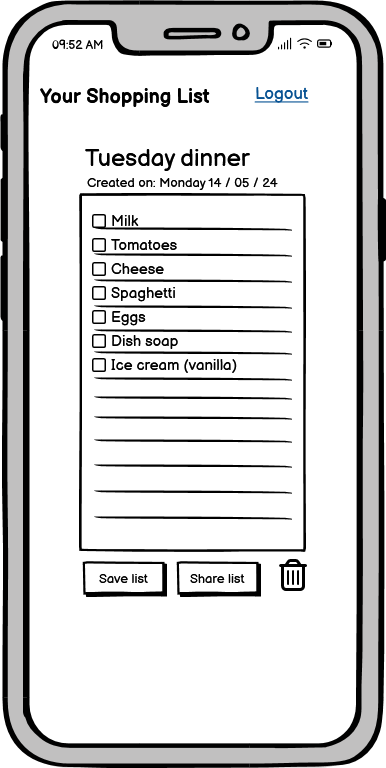 09:52 AM
Your Shopping List
Logout
Tuesday dinner
Created on: Monday 14 / 05 / 24
Milk
Tomatoes
Cheese
Spaghetti
Eggs
Dish soap
Ice cream (vanilla)
Save list
Share list